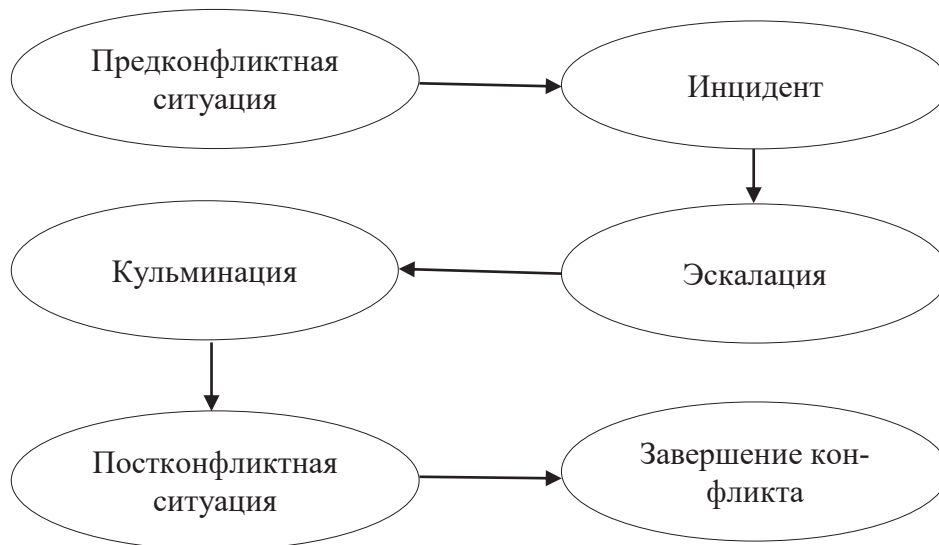 Предконфликтная
ситуация
Инцидент
Эскалация
Кульминация
Постконфликтная
ситуация
Завершение кон-
фликта